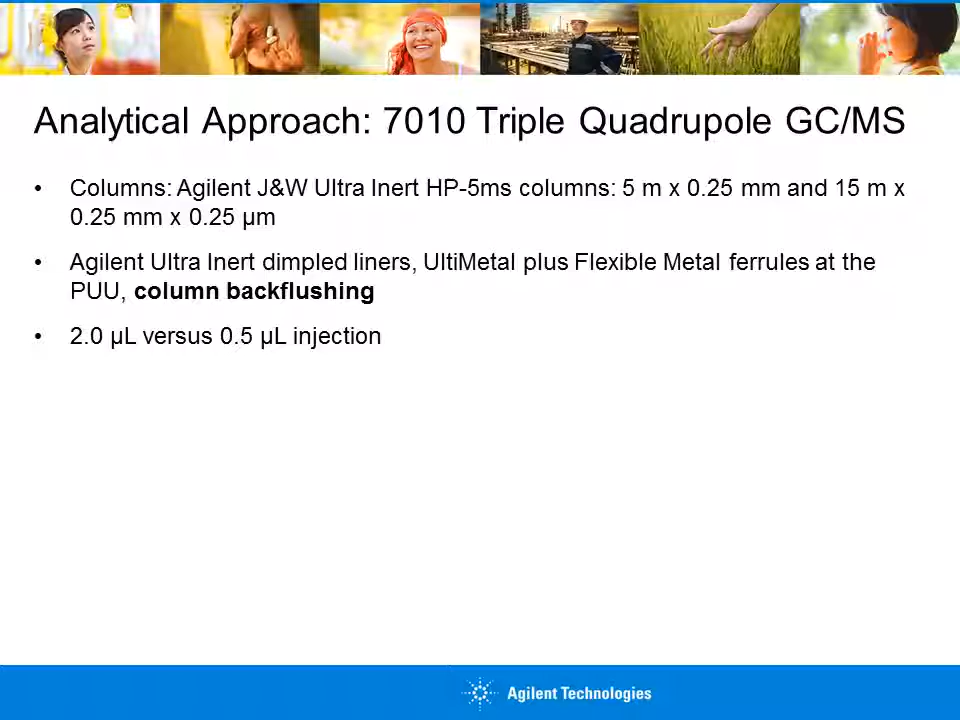 Analytical Approach: 7010 Triple Quadrupole GC/MS
• Columns: Agilent J&W Ultra Inert HP-5ms columns: 5 m x 0.25 mm and 15 m x
0.25 mm x 0.25 µm
• Agilent Ultra Inert dimpled liners, UltiMetal plus Flexible Metal ferrules at the
PUU, column backflushing
• 2.0 µL versus 0.5 µL injection
Agilent Technologies